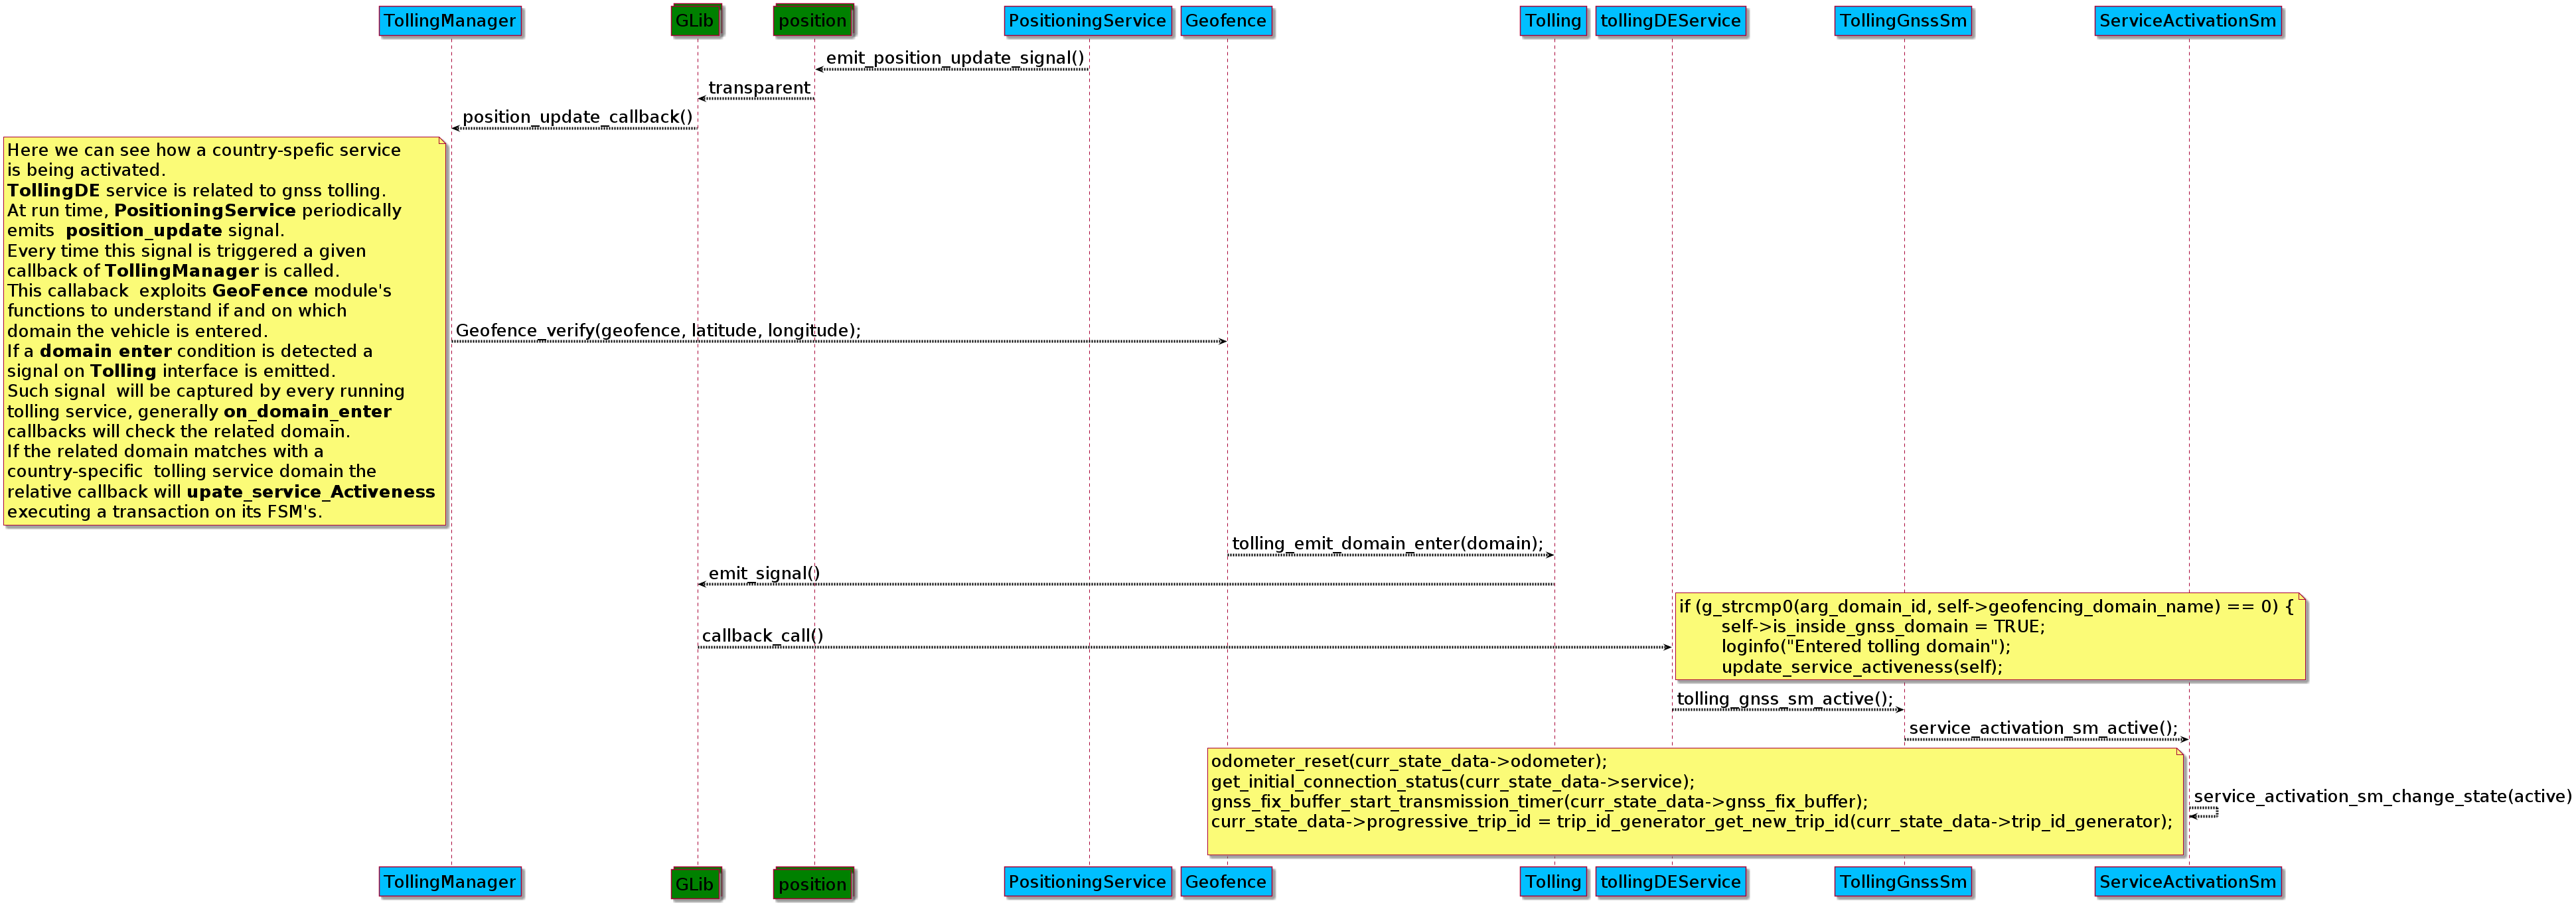 TollingManager GLib position PositioningService Geofence Tolling tollingDEService TollingGnssSm ServiceActivationSm
emit_position_update_signal()
transparent
position_update_callback()
Here we can see how a country-spefic service
is being activated.
TollingDE service is related to gnss tolling.
At run time, PositioningService periodically
emits  position_update signal.
Every time this signal is triggered a given
callback of TollingManager is called.
This callaback  exploits GeoFence module's
functions to understand if and on which
domain the vehicle is entered.
If a domain enter condition is detected a
signal on Tolling interface is emitted.
Such signal  will be captured by every running
tolling service, generally on_domain_enter
callbacks will check the related domain.
If the related domain matches with a
country-specific  tolling service domain the
relative callback will upate_service_Activeness
executing a transaction on its FSM's.
Geofence_verify(geofence, latitude, longitude);
tolling_emit_domain_enter(domain);
emit_signal()
callback_call()
if (g_strcmp0(arg_domain_id, self->geofencing_domain_name) == 0) {
self->is_inside_gnss_domain = TRUE;
loginfo("Entered tolling domain");
update_service_activeness(self);
tolling_gnss_sm_active();
service_activation_sm_active();
odometer_reset(curr_state_data->odometer);
get_initial_connection_status(curr_state_data->service);
gnss_fix_buffer_start_transmission_timer(curr_state_data->gnss_fix_buffer);
curr_state_data->progressive_trip_id = trip_id_generator_get_new_trip_id(curr_state_data->trip_id_generator);
service_activation_sm_change_state(active)
TollingManager GLib position PositioningService Geofence Tolling tollingDEService TollingGnssSm ServiceActivationSm